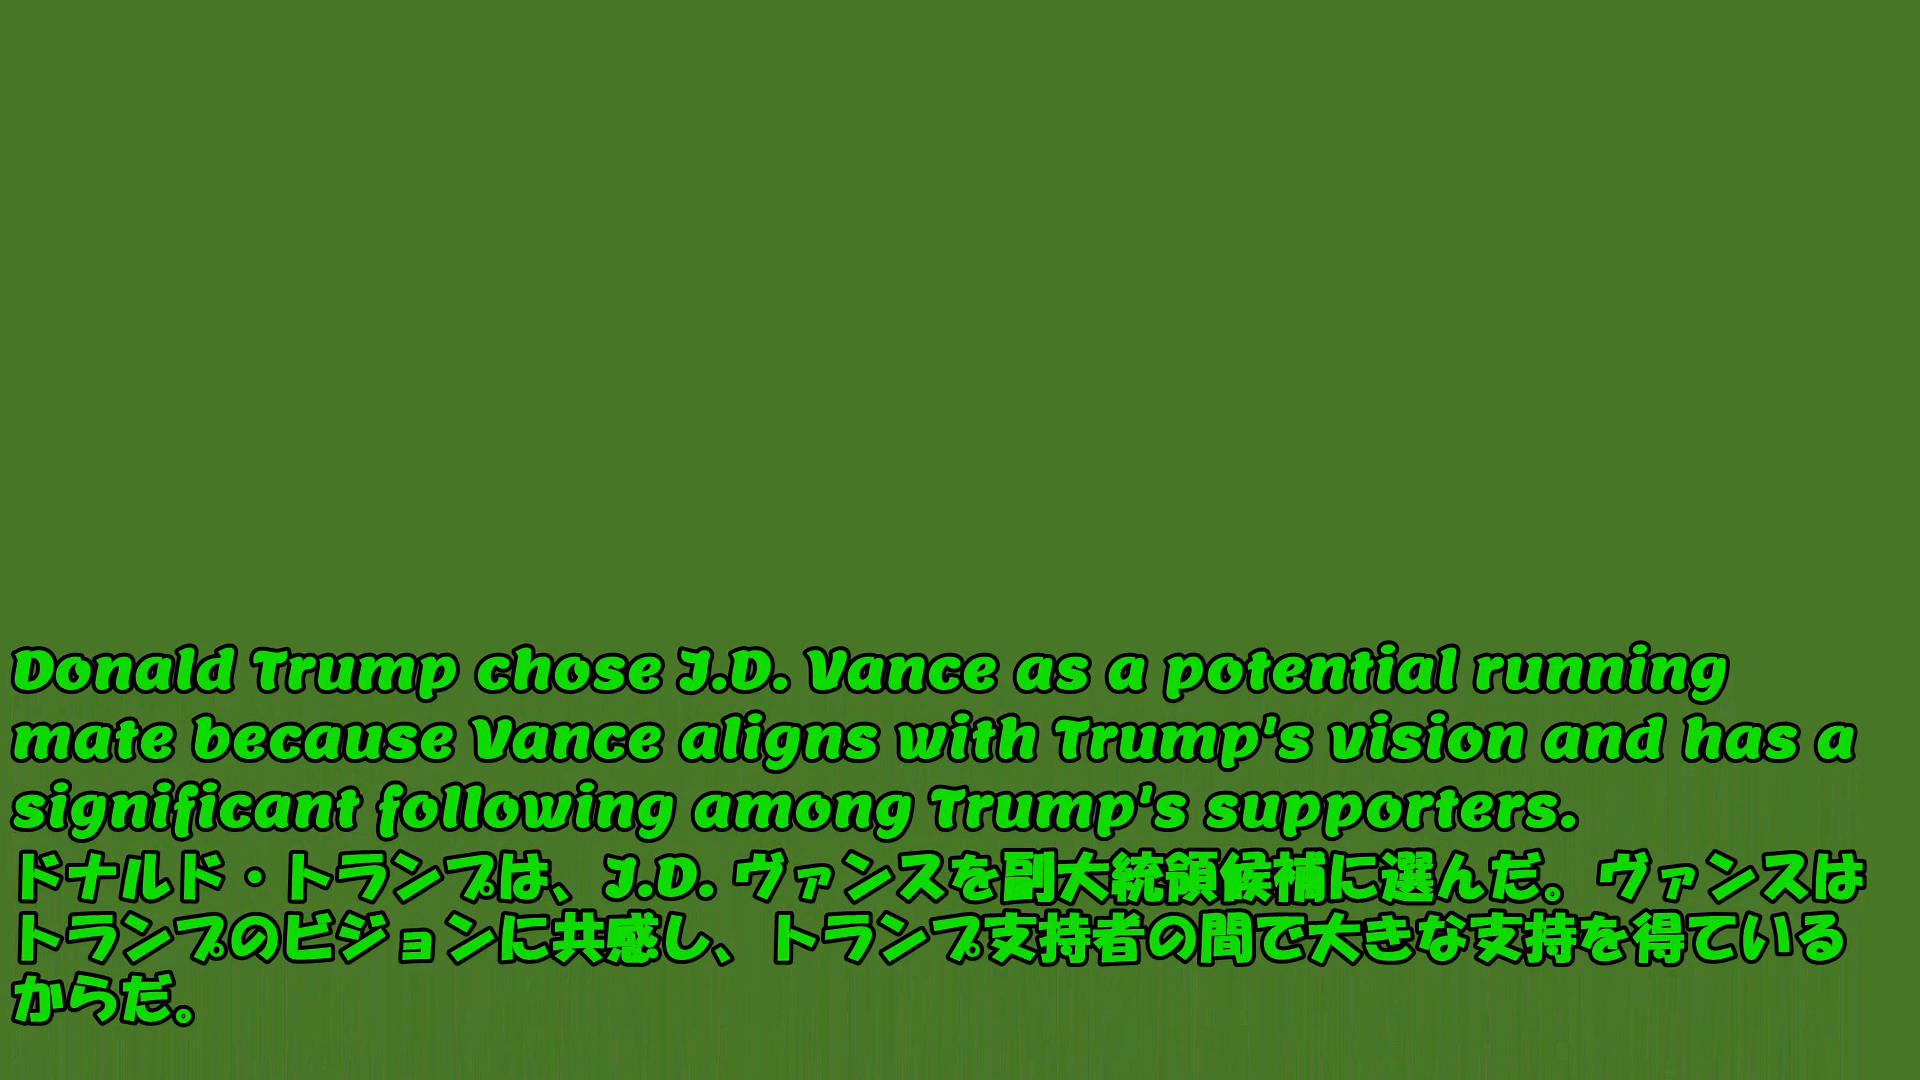 Donald Trump chose J.D. Vance as a potential running
mate because Vance aligns with Trump's vision and has a
significant following among Trump's supporters.
ドナルド・トランプは、J.D. ヴァンスを副大統領候補に選んだ。ヴァンスは
トランプのビジョンに共感し、トランプ支持者の間で大きな支持を得ている
からだ。